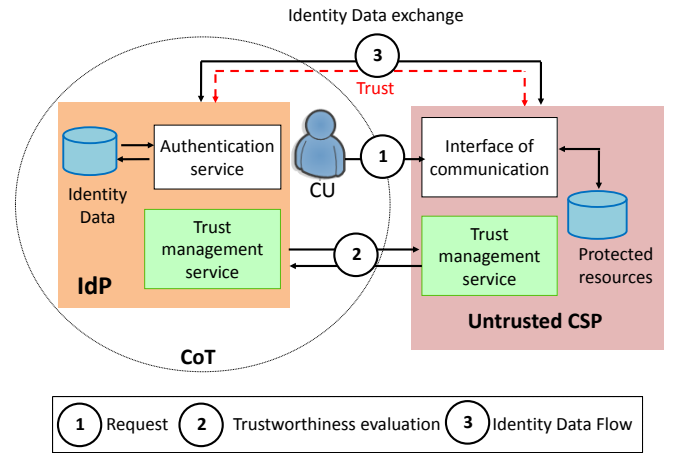 Identity Data exchange
3
Trust
Authentication
service
Identity
Data
CU
1
Interface of
communication
Trust
management
service
2
Trust
management
service
Protected
resources
IdP
Untrusted CSP
CoT
1 Request 2 Trustworthiness evaluation 3 Identity Data Flow